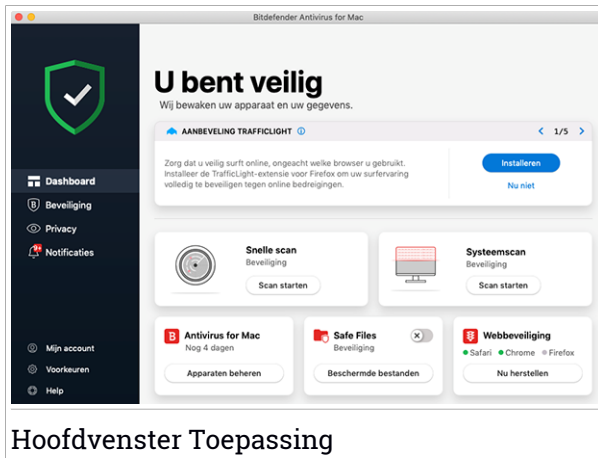 Bitdefender Antivirus for Mac
U bent veilig
Wij bewaken uw apparaat en uw gegevens.
AANBEVELING TRAFFICLIGHT
1/5
Zorg dat u veilig surft online, ongeacht welke browser u gebruikt.
Installeer de TrafficLight-extensie voor Firefox om uw surfervaring
volledig te beveiligen tegen online bedreigingen.
Installeren
Nu niet
Dashboard
Beveiliging
Privacy
9+
Notificaties
Mijn account
Voorkeuren
Help
Snelle scan
Beveiliging
Scan starten
Systeemscan
Beveiliging
Scan starten
B Antivirus for Mac
Nog 4 dagen
Apparaten beheren
Safe Files
Beveiliging
Beschermde bestanden
Webbeveiliging
Safari Chrome Firefox
Nu herstellen
Hoofdvenster Toepassing